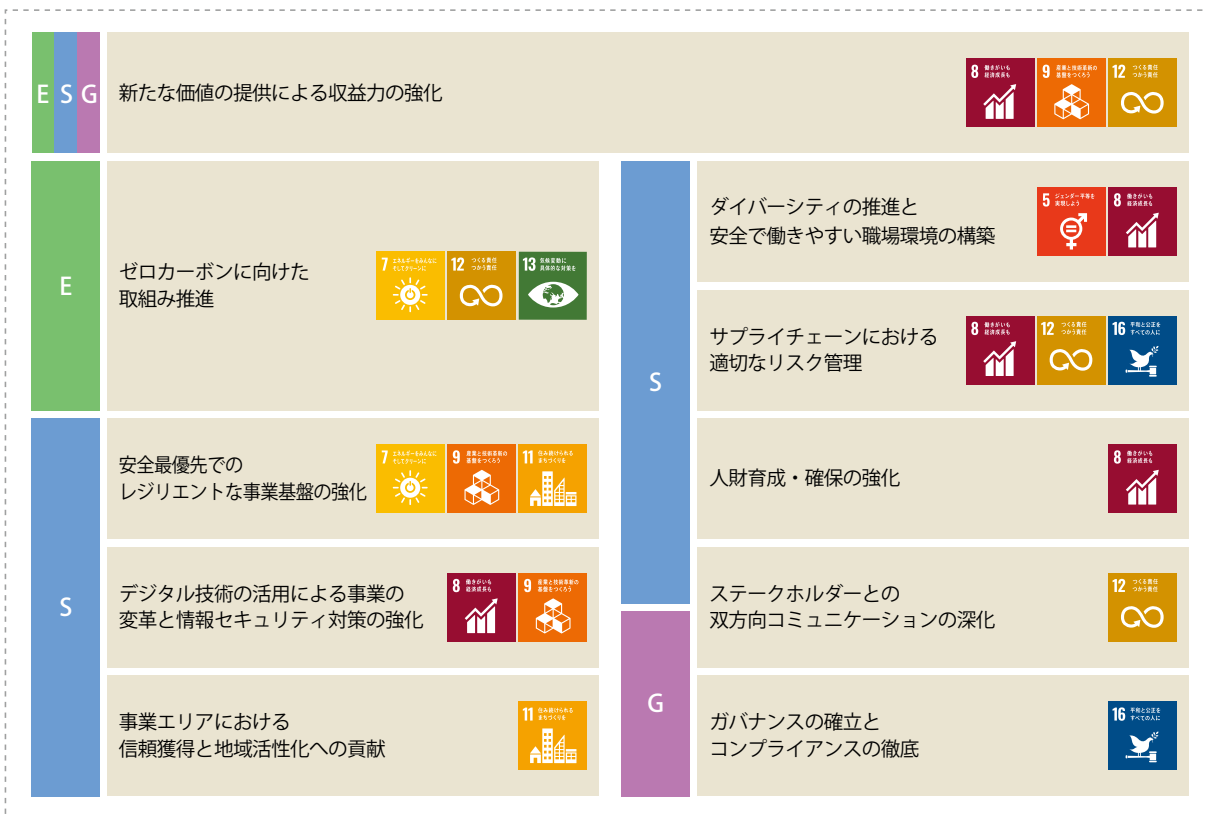 E S G
新たな価値の提供による収益力の強化
8 働きがいも
経済成長も
9 産業と技術革新の
基盤をつくろう
12 つくる責任
つかう責任
E
ゼロカーボンに向けた
取組み推進
7 エネルギーをみんなに
そしてクリーンに
12 つくる責任
つかう責任
13 気候変動に
具体的な対策を
S
安全最優先での
レジリエントな事業基盤の強化
7 エネルギーをみんなに
そしてクリーンに
9 産業と技術革新の
基盤をつくろう
11 住み続けられる
まちづくりを
デジタル技術の活用による事業の
変革と情報セキュリティ対策の強化
8 働きがいも
経済成長も
9 産業と技術革新の
基盤をつくろう
事業エリアにおける
信頼獲得と地域活性化への貢献
11 住み続けられる
まちづくりを
S
ダイバーシティの推進と
安全で働きやすい職場環境の構築
5 ジェンダー平等を
実現しよう
8 働きがいも
経済成長も
サプライチェーンにおける
適切なリスク管理
8 働きがいも
経済成長も
12 つくる責任
つかう責任
16 平和と公正を
すべての人に
人財育成・確保の強化
8 働きがいも
経済成長も
ステークホルダーとの
双方向コミュニケーションの深化
12 つくる責任
つかう責任
G
ガバナンスの確立と
コンプライアンスの徹底
16 平和と公正を
すべての人に